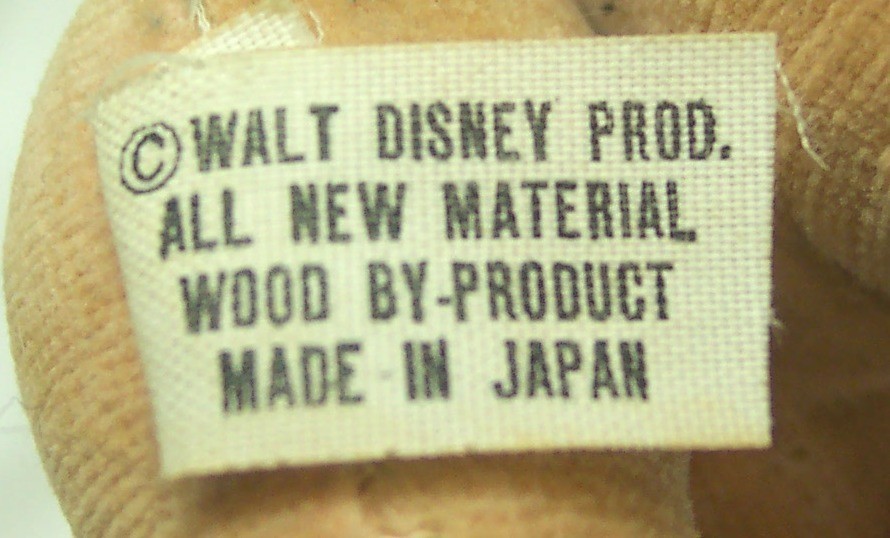 ©WALT DISNEY PROD.
ALL NEW MATERIAL
WOOD BY-PRODUCT
MADE IN JAPAN